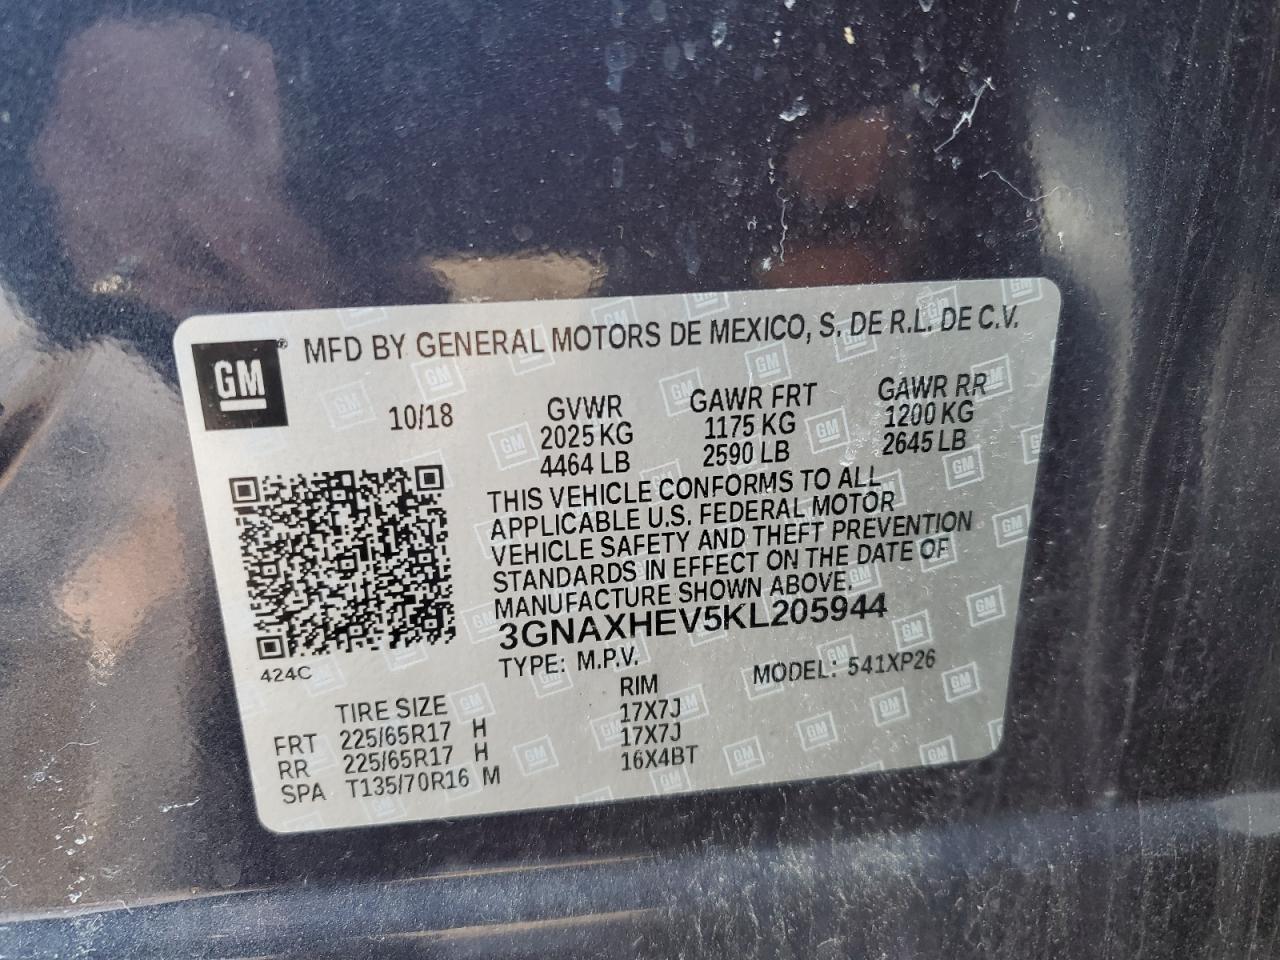 GM ® MFD BY GENERAL MOTORS DE MEXICO, S. DE R.L. DE C.V.
10/18
GVWR GAWR FRT GAWR RR
2025 KG 1175 KG 1200 KG
4464 LB 2590 LB 2645 LB
THIS VEHICLE CONFORMS TO ALL
APPLICABLE U.S. FEDERAL MOTOR
VEHICLE SAFETY AND THEFT PREVENTION
STANDARDS IN EFFECT ON THE DATE OF
MANUFACTURE SHOWN ABOVE.
3GNAXHEV5KL205944
424C
TYPE: M.P.V. MODEL: 541XP26
TIRE SIZE RIM
FRT 225/65R17 H 17X7J
RR 225/65R17 H 17X7J
SPA T135/70R16 M 16X4BT